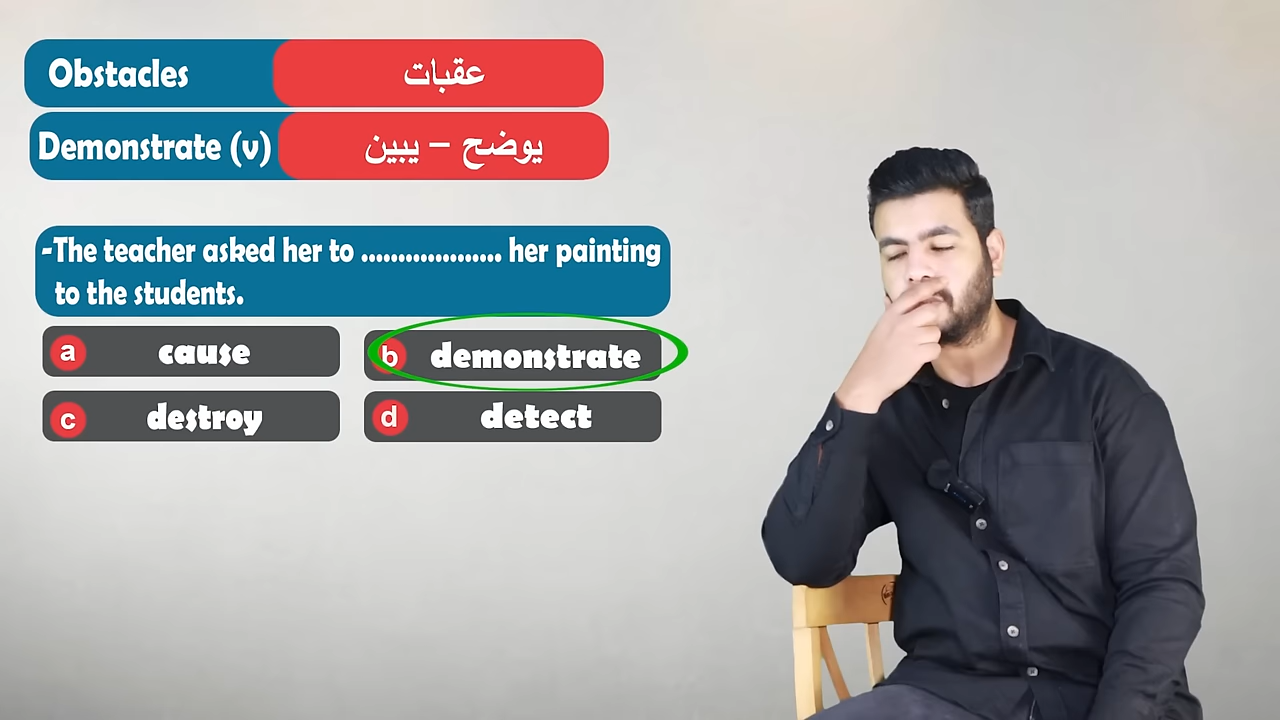 Obstacles عقبات
Demonstrate (v) يوضح – يبين
-The teacher asked her to ................... her painting
to the students.
a cause
b demonstrate
c destroy
d detect